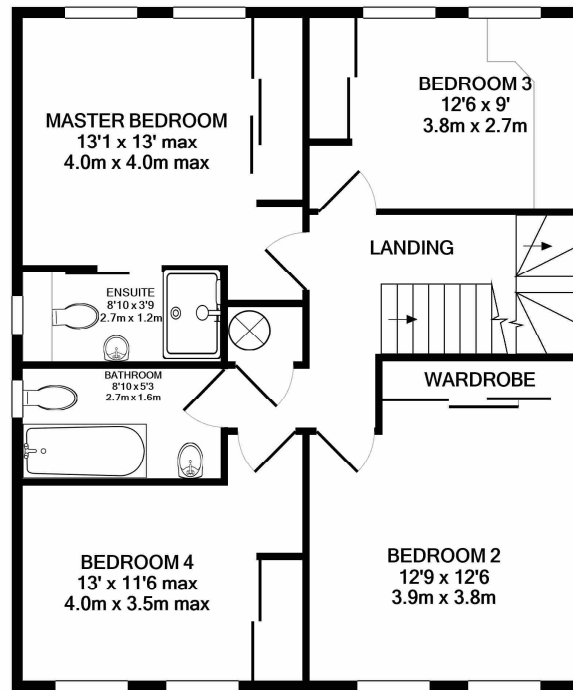 MASTER BEDROOM
13'1 x 13' max
4.0m x 4.0m max
BEDROOM 3
12'6 x 9'
3.8m x 2.7m
LANDING
ENSUITE
8'10 x 3'9
2.7m x 1.2m
BATHROOM
8'10 x 5'3
2.7m x 1.6m
WARDROBE
BEDROOM 4
13' x 11'6 max
4.0m x 3.5m max
BEDROOM 2
12'9 x 12'6
3.9m x 3.8m